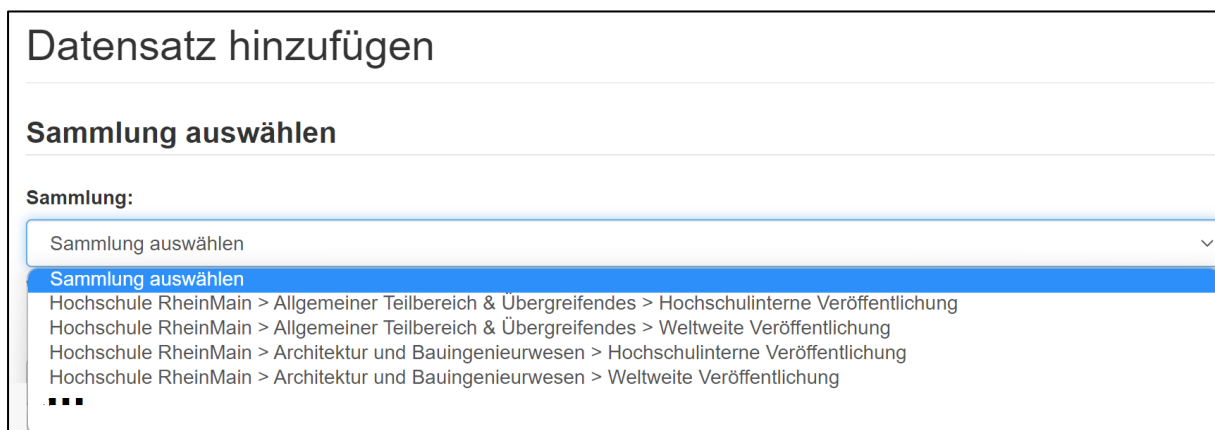 Datensatz hinzufügen
Sammlung auswählen
Sammlung:
Sammlung auswählen
Sammlung auswählen
Hochschule RheinMain > Allgemeiner Teilbereich & Übergreifendes > Hochschulinterne Veröffentlichung
Hochschule RheinMain > Allgemeiner Teilbereich & Übergreifendes > Weltweite Veröffentlichung
Hochschule RheinMain > Architektur und Bauingenieurwesen > Hochschulinterne Veröffentlichung
Hochschule RheinMain > Architektur und Bauingenieurwesen > Weltweite Veröffentlichung
...